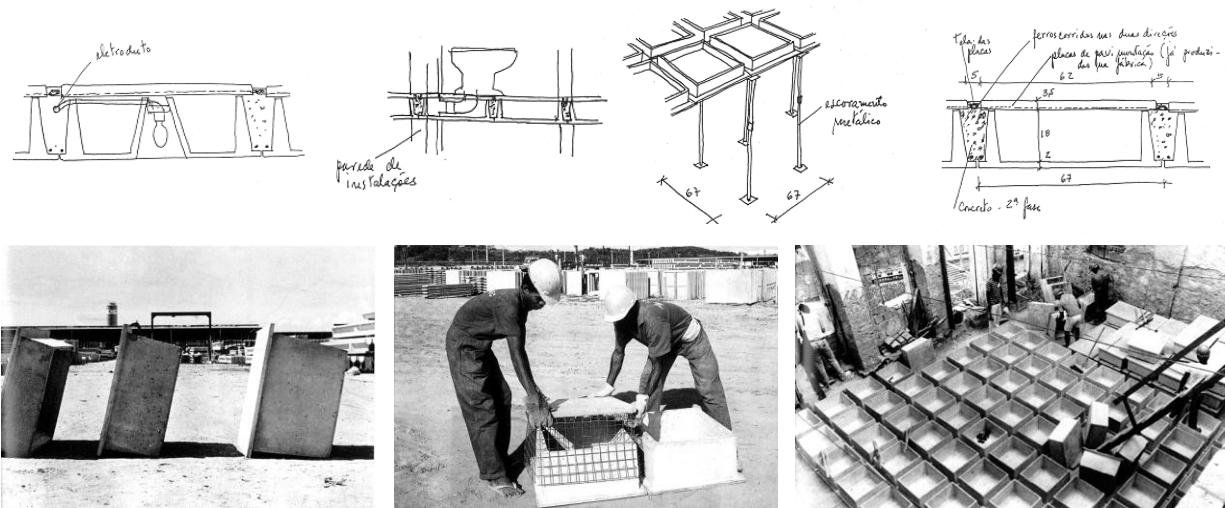 eletroduto
parede de
instalações
67
67
escoramento
metálico
tela das
placas
ferros corridos nas duas direções
placas de pavimentação (já produzi-
das na fábrica)
5
62
3,5
18
2
67
Concreto - 2ª fase